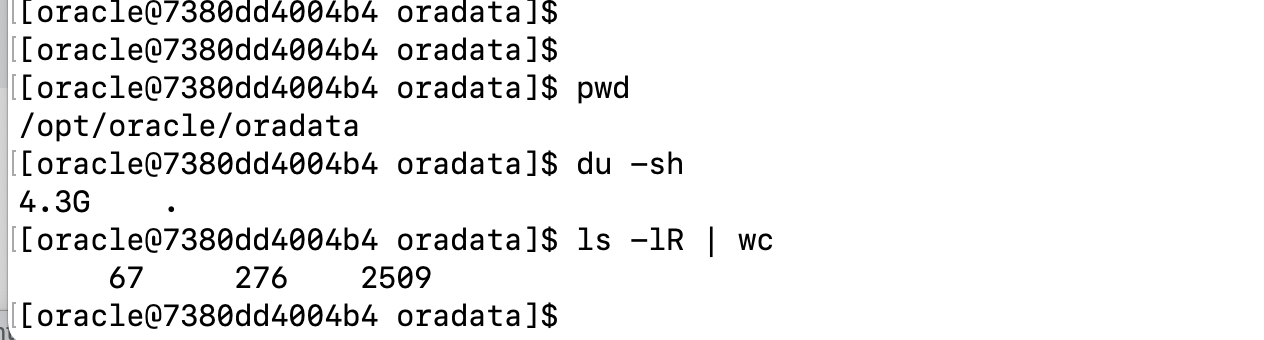 [[oracle@7380dd4004b4 oradata]$
[[oracle@7380dd4004b4 oradata]$
[[oracle@7380dd4004b4 oradata]$ pwd
/opt/oracle/oradata
[[oracle@7380dd4004b4 oradata]$ du -sh
4.3G    .
[[oracle@7380dd4004b4 oradata]$ ls -lR | wc
     67     276    2509
[[oracle@7380dd4004b4 oradata]$